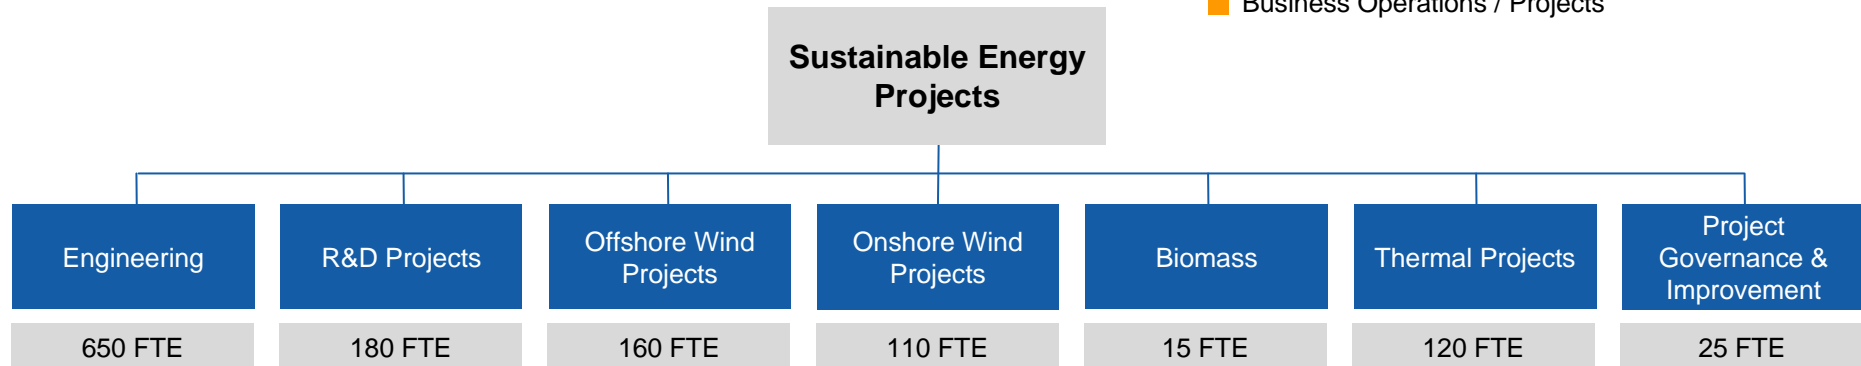 Business Operations / Projects
Sustainable Energy
Projects
Engineering
R&D Projects
Offshore Wind
Projects
Onshore Wind
Projects
Biomass
Thermal Projects
Project
Governance &
Improvement
650 FTE
180 FTE
160 FTE
110 FTE
15 FTE
120 FTE
25 FTE